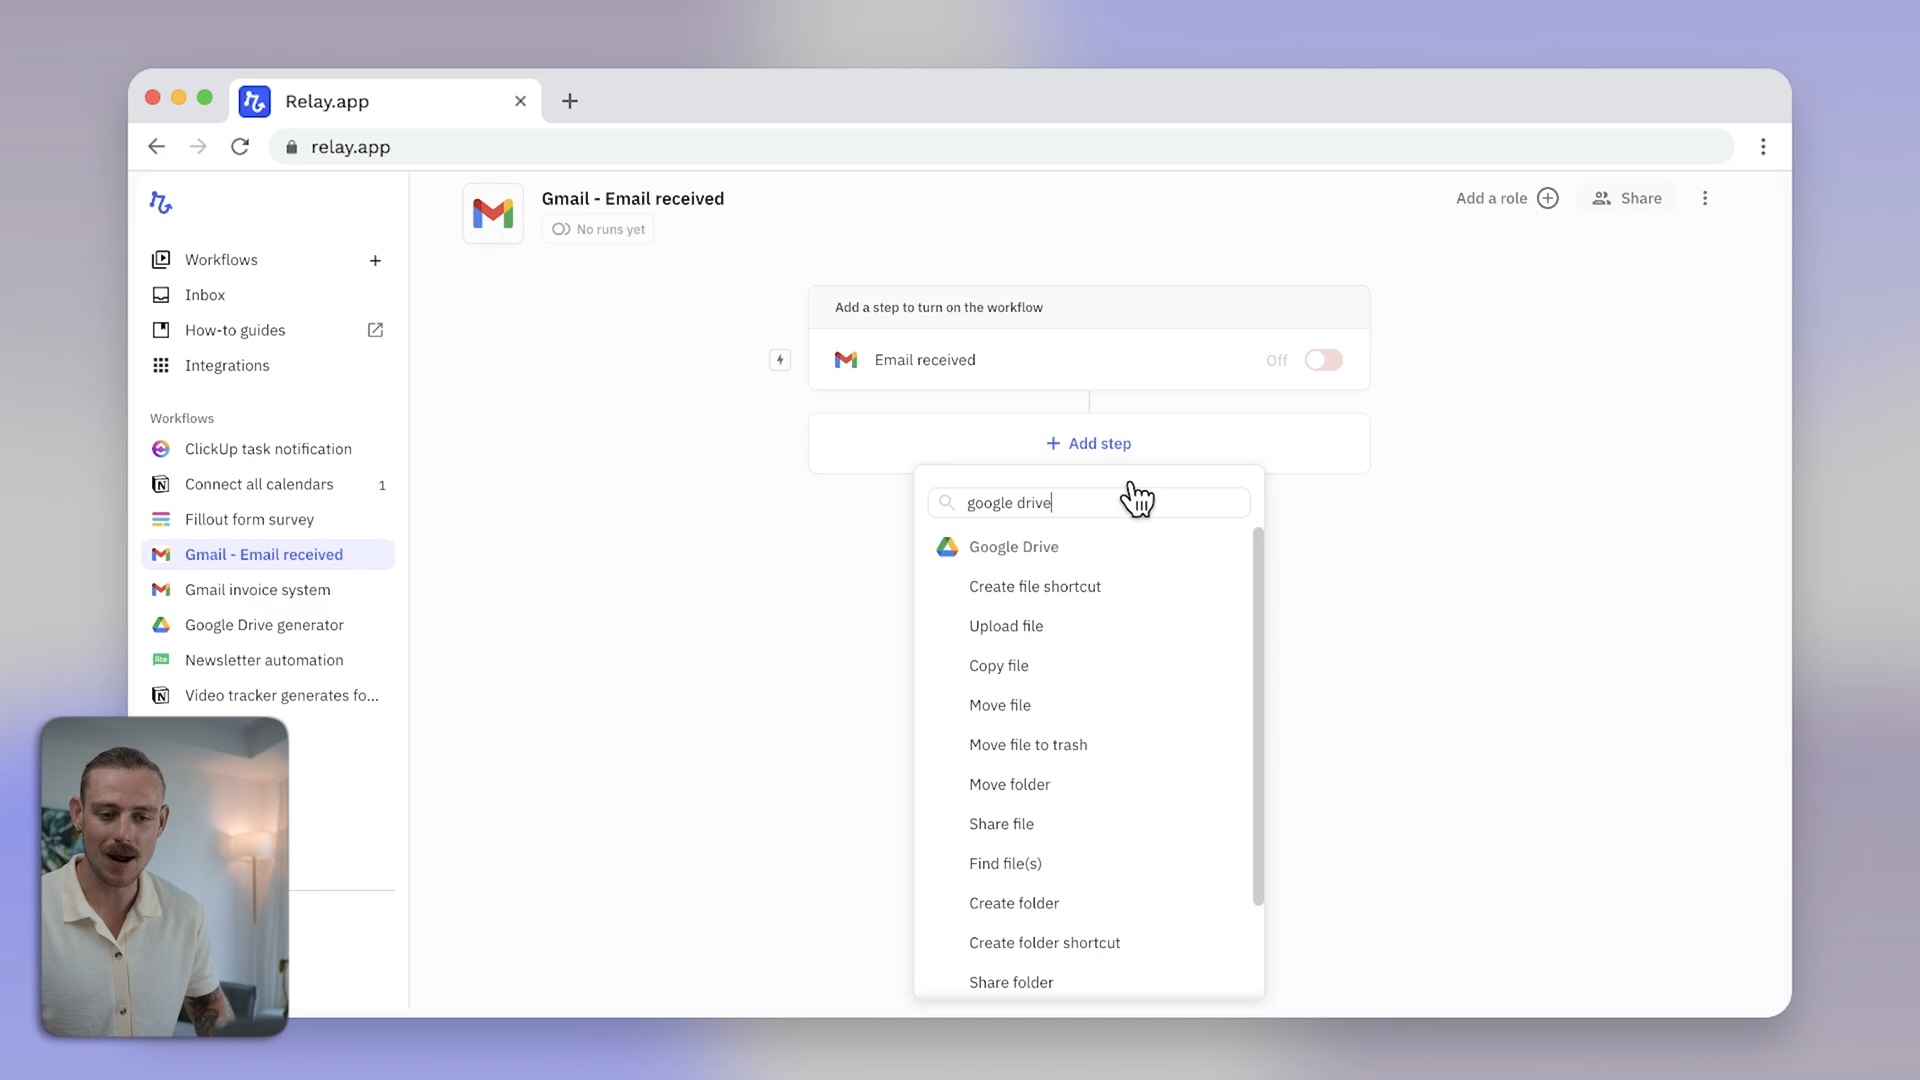 Relay.app
relay.app
Gmail - Email received
No runs yet
Add a role
Share
Workflows
Inbox
How-to guides
Integrations
Workflows
ClickUp task notification
Connect all calendars 1
Fillout form survey
Gmail - Email received
Gmail invoice system
Google Drive generator
lite
Newsletter automation
Video tracker generates fo...
Add a step to turn on the workflow
Email received
Off
+ Add step
google drive
Google Drive
Create file shortcut
Upload file
Copy file
Move file
Move file to trash
Move folder
Share file
Find file(s)
Create folder
Create folder shortcut
Share folder